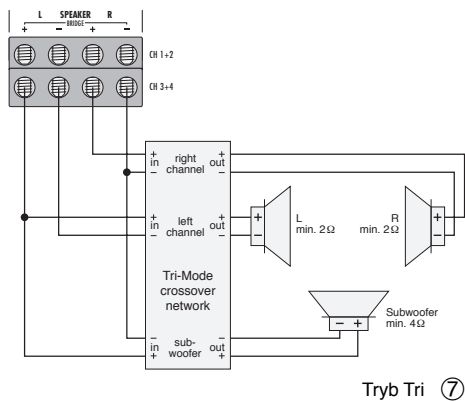 L SPEAKER R
BRIDGE
+ − + −
CH 1+2
CH 3+4
+ in − right channel + out −
+ in − left channel + out −
Tri-Mode
crossover
network
− in + sub-
woofer − out +
+
−
L
min. 2Ω
R
min. 2Ω
+
−
Subwoofer
min. 4Ω
− +
Tryb Tri ⑦